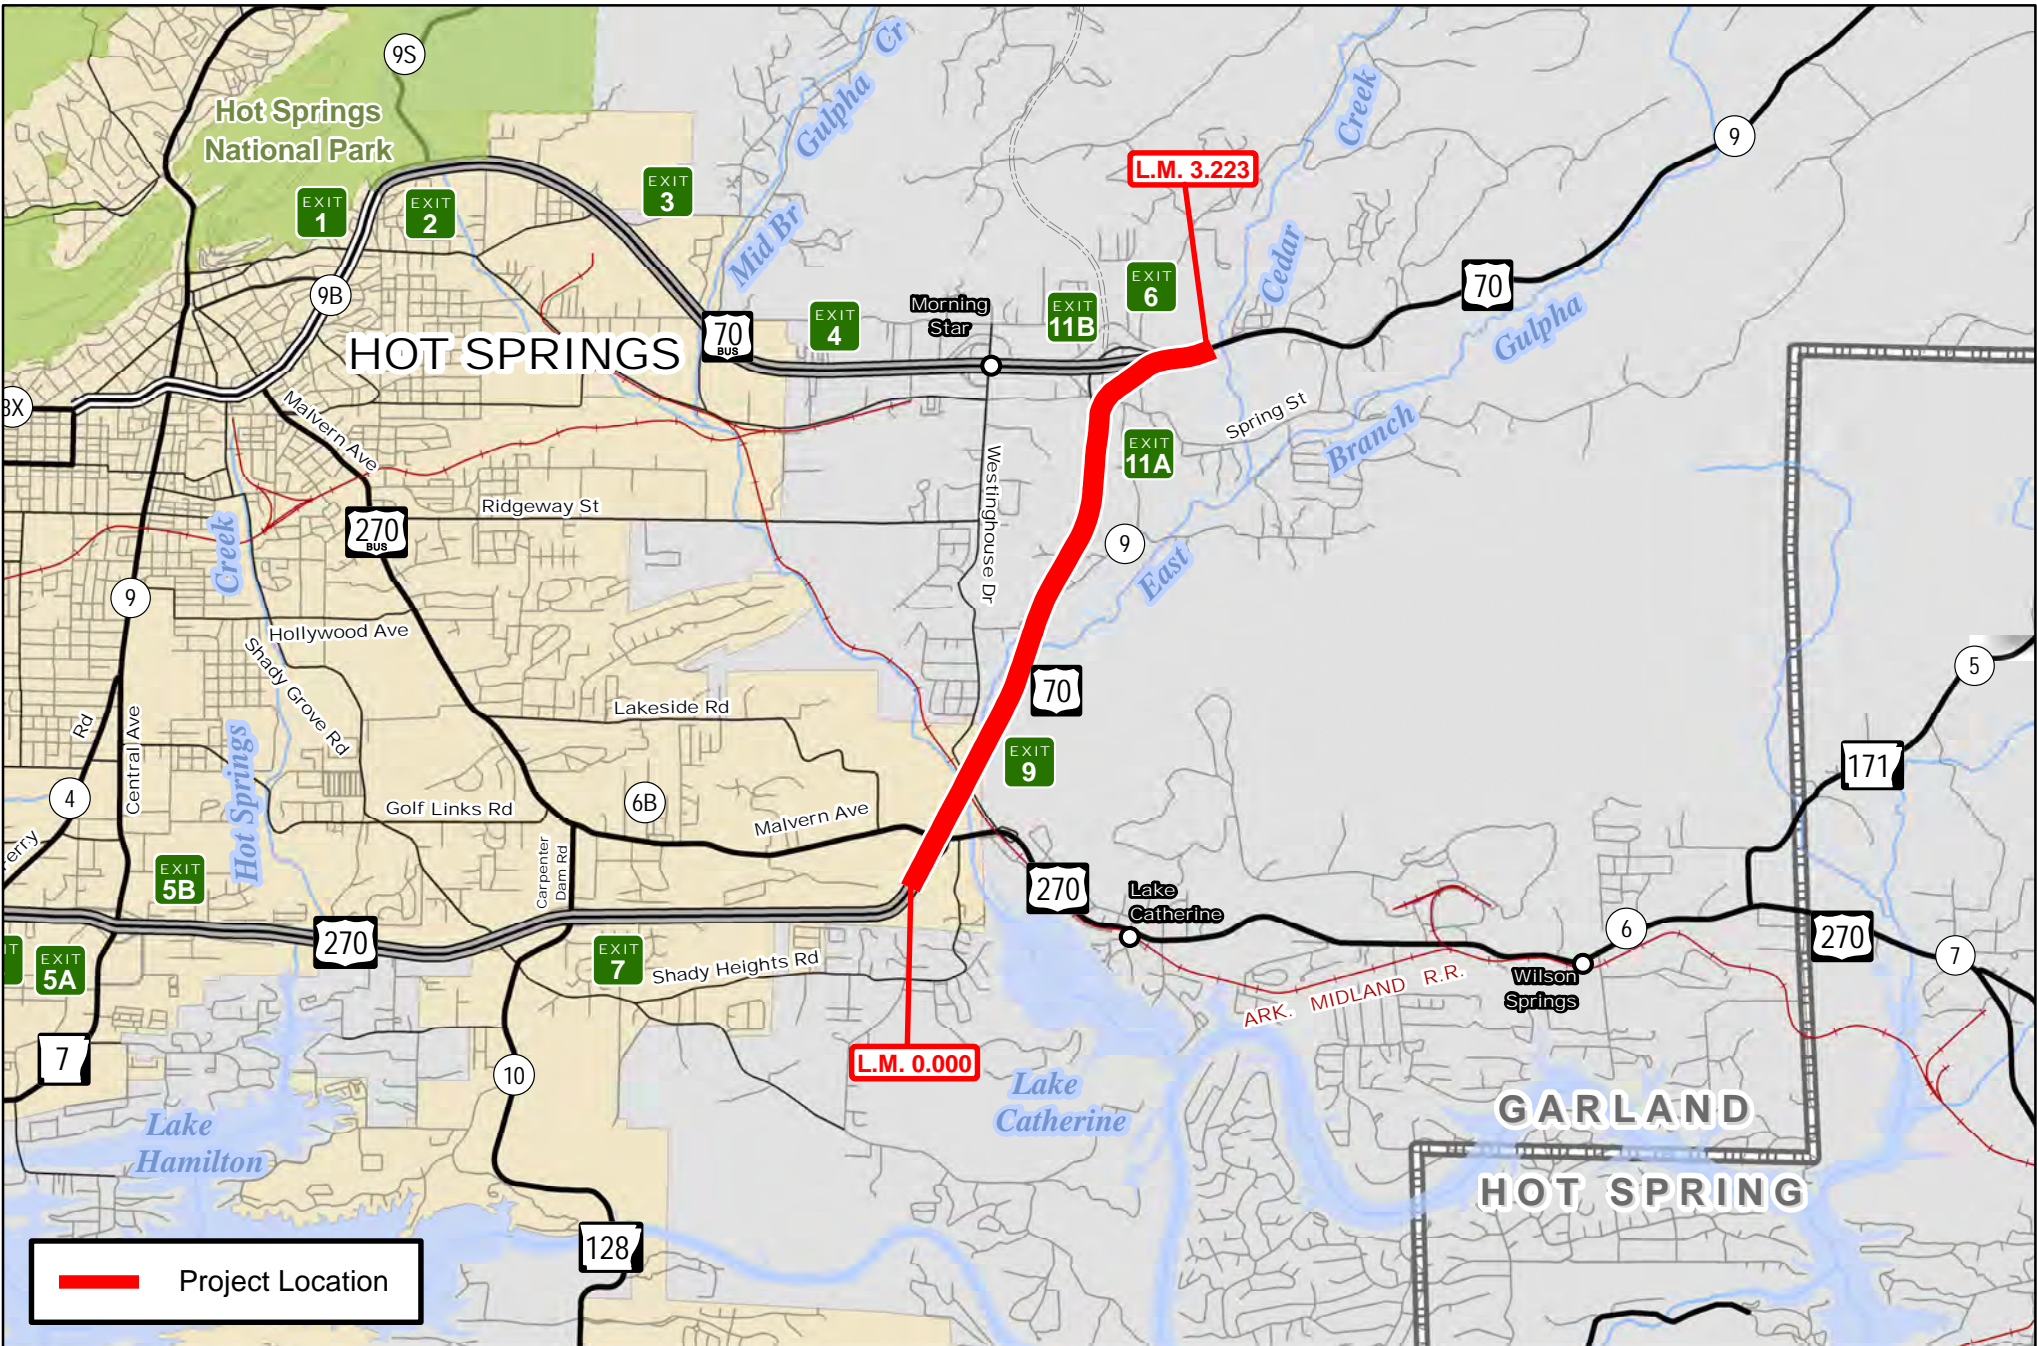 9S
Hot Springs
National Park
Gulpha Cr
Creek
9
L.M. 3.223
EXIT
1
EXIT
2
EXIT
3
Mid Br
Cedar
9B
EXIT
4
Morning
Star
EXIT
11B
EXIT
6
70
HOT SPRINGS
70
BUS
Gulpha
Malvern Ave
Spring St
Branch
EXIT
11A
Westinghouse Dr
Ridgeway St
270
BUS
Creek
9
East
9
Hollywood Ave
Shady Grove Rd
5
70
Lakeside Rd
Rd
Central Ave
Hot Springs
EXIT
9
171
4
6B
Golf Links Rd
Malvern Ave
Carpenter
Dam Rd
EXIT
5B
270
Lake
Catherine
6
270
7
270
EXIT
5A
EXIT
7
Shady Heights Rd
Wilson
Springs
ARK. MIDLAND R.R.
7
L.M. 0.000
10
Lake
Catherine
GARLAND
HOT SPRING
Lake
Hamilton
128
Project Location